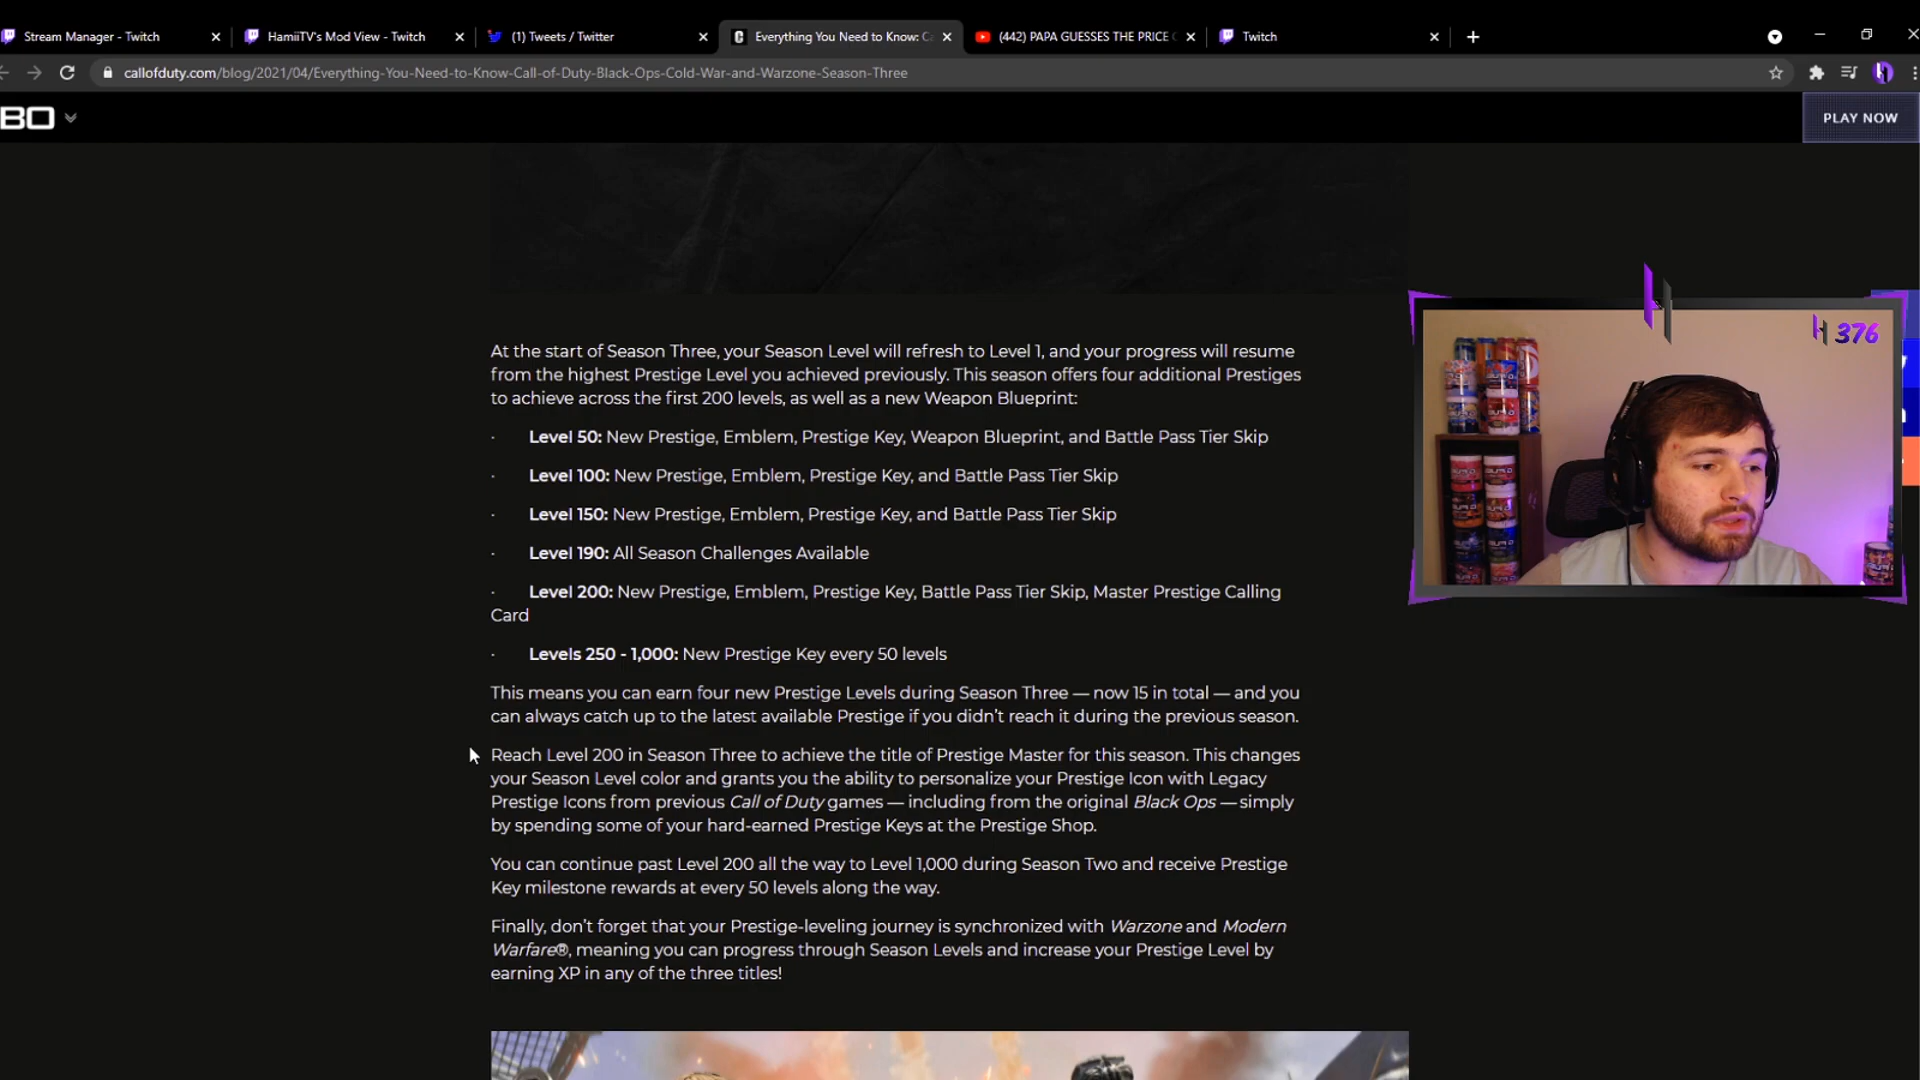 Stream Manager - Twitch
HamiiTV's Mod View - Twitch
(1) Tweets / Twitter
Everything You Need to Know: Ca
(442) PAPA GUESSES THE PRICE O
Twitch
callofduty.com/blog/2021/04/Everything-You-Need-to-Know-Call-of-Duty-Black-Ops-Cold-War-and-Warzone-Season-Three
BO
PLAY NOW
376
At the start of Season Three, your Season Level will refresh to Level 1, and your progress will resume
from the highest Prestige Level you achieved previously. This season offers four additional Prestiges
to achieve across the first 200 levels, as well as a new Weapon Blueprint:
· Level 50: New Prestige, Emblem, Prestige Key, Weapon Blueprint, and Battle Pass Tier Skip
· Level 100: New Prestige, Emblem, Prestige Key, and Battle Pass Tier Skip
· Level 150: New Prestige, Emblem, Prestige Key, and Battle Pass Tier Skip
· Level 190: All Season Challenges Available
· Level 200: New Prestige, Emblem, Prestige Key, Battle Pass Tier Skip, Master Prestige Calling
Card
· Levels 250 - 1,000: New Prestige Key every 50 levels
This means you can earn four new Prestige Levels during Season Three — now 15 in total — and you
can always catch up to the latest available Prestige if you didn't reach it during the previous season.
Reach Level 200 in Season Three to achieve the title of Prestige Master for this season. This changes
your Season Level color and grants you the ability to personalize your Prestige Icon with Legacy
Prestige Icons from previous Call of Duty games — including from the original Black Ops — simply
by spending some of your hard-earned Prestige Keys at the Prestige Shop.
You can continue past Level 200 all the way to Level 1,000 during Season Two and receive Prestige
Key milestone rewards at every 50 levels along the way.
Finally, don't forget that your Prestige-leveling journey is synchronized with Warzone and Modern
Warfare®, meaning you can progress through Season Levels and increase your Prestige Level by
earning XP in any of the three titles!